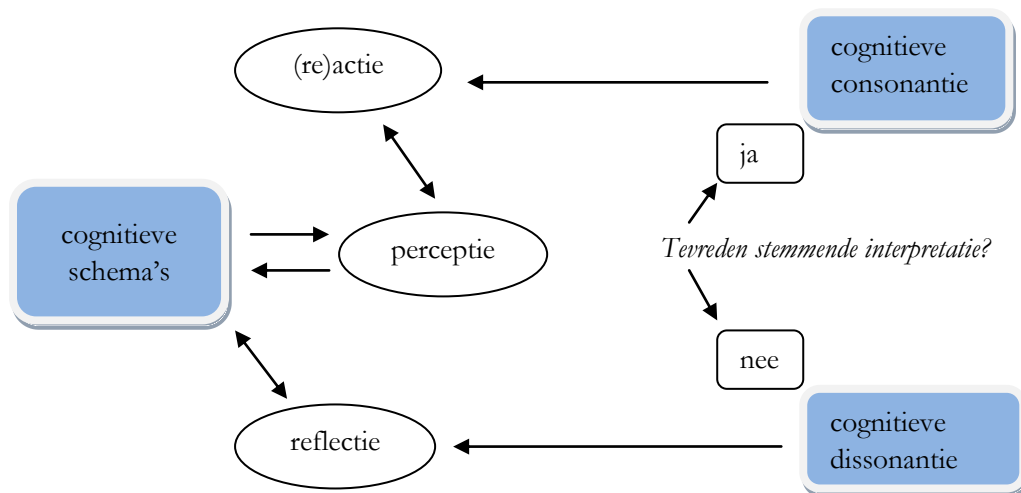 (re)actie
cognitieve
consonantie
ja
cognitieve
schema's
perceptie
Tevreden stemmende interpretatie?
nee
reflectie
cognitieve
dissonantie